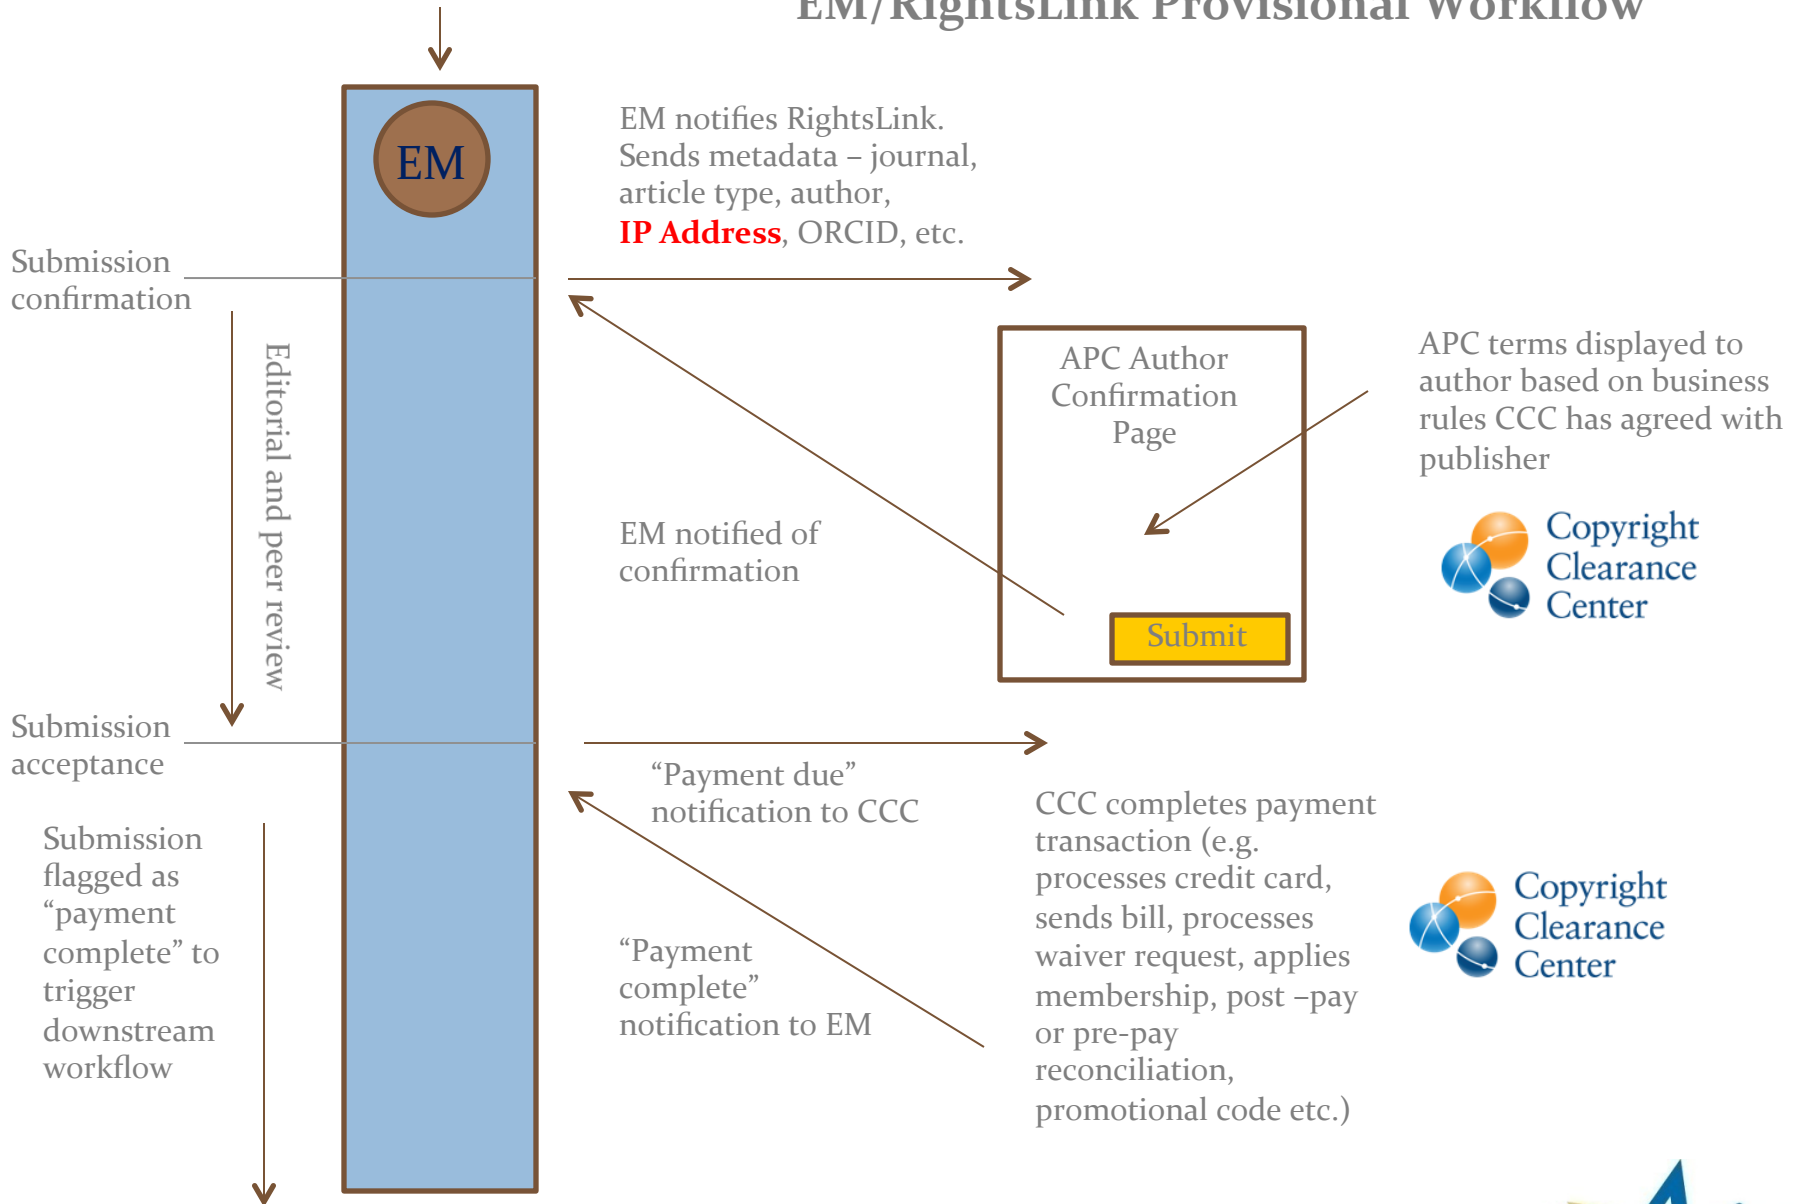 EM/RightsLink Provisional Workflow
EM
EM notifies RightsLink.
Sends metadata – journal,
article type, author,
IP Address, ORCID, etc.
Submission
confirmation
Editorial and peer review
APC Author
Confirmation
Page
Submit
APC terms displayed to
author based on business
rules CCC has agreed with
publisher
Copyright
Clearance
Center
EM notified of
confirmation
Submission
acceptance
“Payment due”
notification to CCC
Submission
flagged as
“payment
complete” to
trigger
downstream
workflow
“Payment
complete”
notification to EM
CCC completes payment
transaction (e.g.
processes credit card,
sends bill, processes
waiver request, applies
membership, post –pay
or pre-pay
reconciliation,
promotional code etc.)
Copyright
Clearance
Center